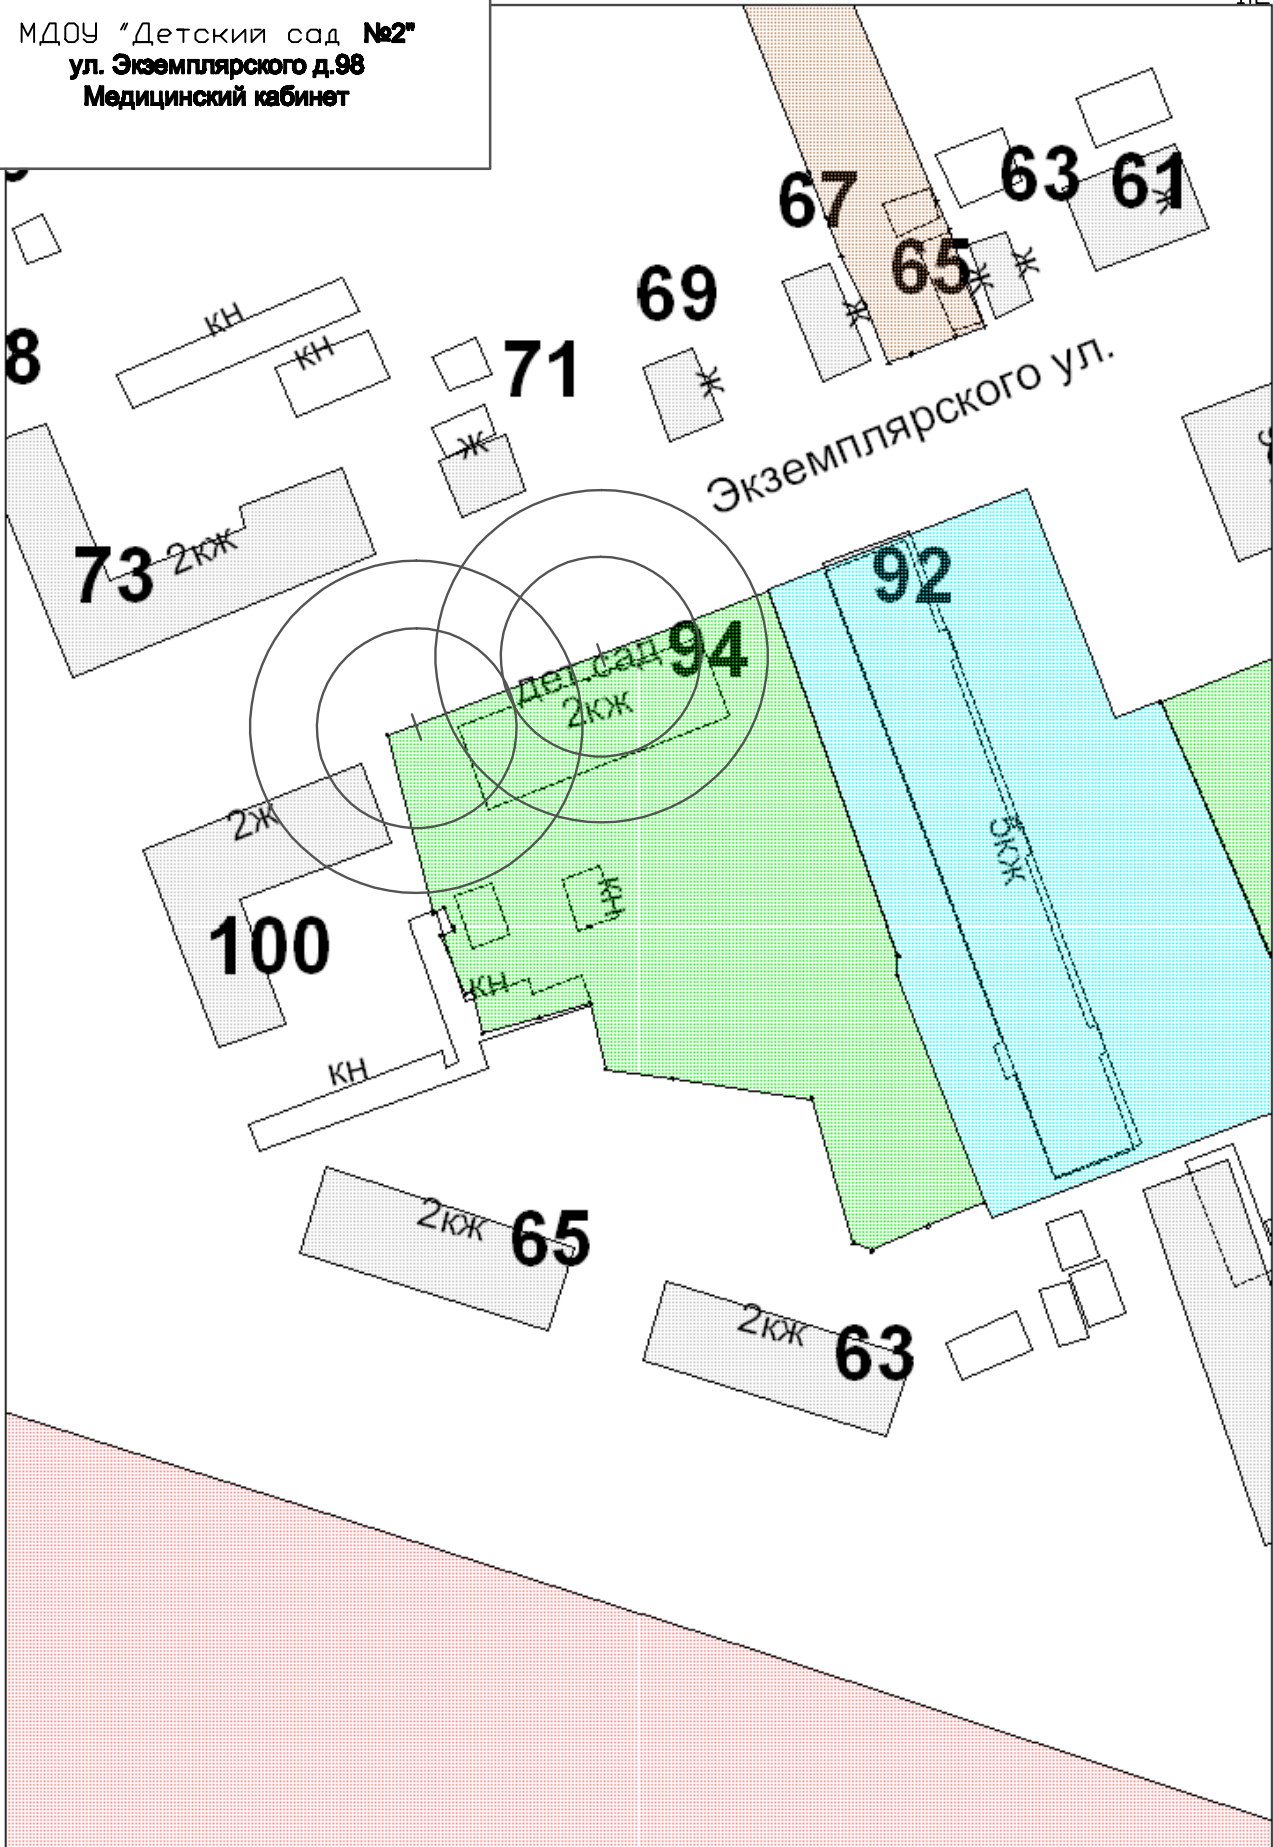 МДОУ "Детский сад №2"
ул. Экземплярского д.98
Медицинский кабинет
67
63
61
ж
65
ж
ж
69
ж
кн
кн
8
71
ж
ж
Экземплярского ул.
73
2кж
92
дет.сад
94
2кж
2ж
5кж
кн
100
кн
кн
65
2кж
63
2кж